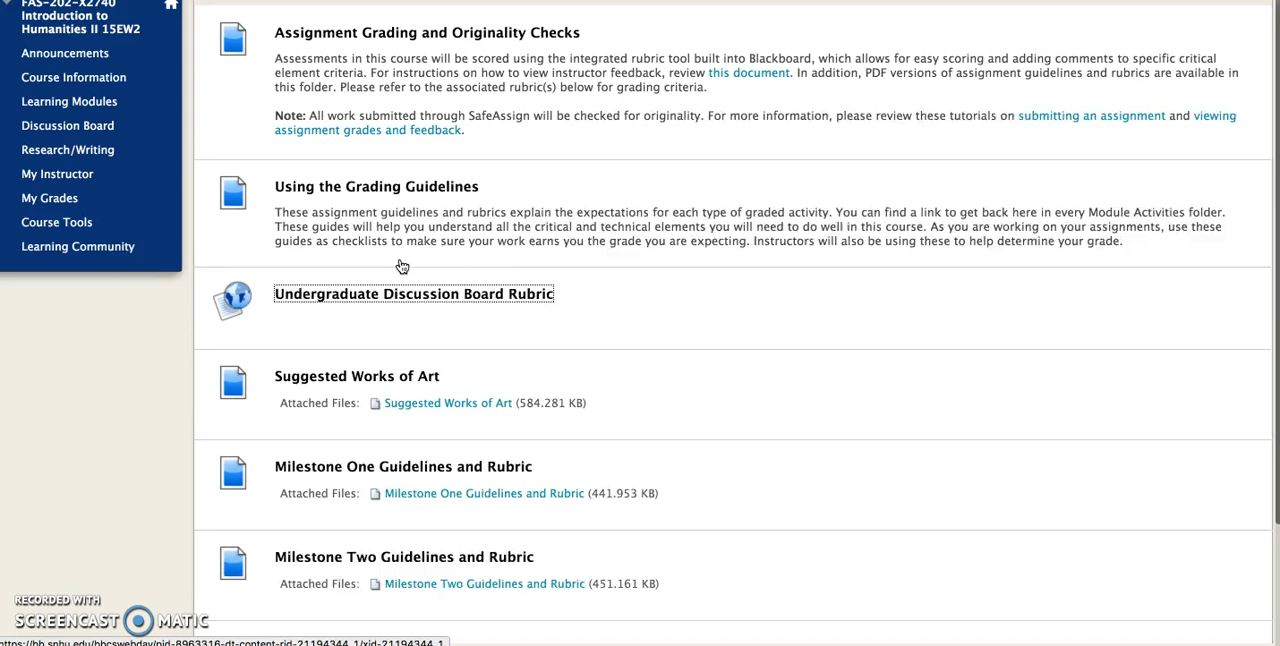 FAS-202-X2740
Introduction to
Humanities II 15EW2
Announcements
Course Information
Learning Modules
Discussion Board
Research/Writing
My Instructor
My Grades
Course Tools
Learning Community
Assignment Grading and Originality Checks
Assessments in this course will be scored using the integrated rubric tool built into Blackboard, which allows for easy scoring and adding comments to specific critical
element criteria. For instructions on how to view instructor feedback, review this document. In addition, PDF versions of assignment guidelines and rubrics are available in
this folder. Please refer to the associated rubric(s) below for grading criteria.
Note: All work submitted through SafeAssign will be checked for originality. For more information, please review these tutorials on submitting an assignment and viewing
assignment grades and feedback.
Using the Grading Guidelines
These assignment guidelines and rubrics explain the expectations for each type of graded activity. You can find a link to get back here in every Module Activities folder.
These guides will help you understand all the critical and technical elements you will need to do well in this course. As you are working on your assignments, use these
guides as checklists to make sure your work earns you the grade you are expecting. Instructors will also be using these to help determine your grade.
Undergraduate Discussion Board Rubric
Suggested Works of Art
Attached Files: Suggested Works of Art (584.281 KB)
Milestone One Guidelines and Rubric
Attached Files: Milestone One Guidelines and Rubric (441.953 KB)
Milestone Two Guidelines and Rubric
Attached Files: Milestone Two Guidelines and Rubric (451.161 KB)
RECORDED WITH
SCREENCAST MATIC